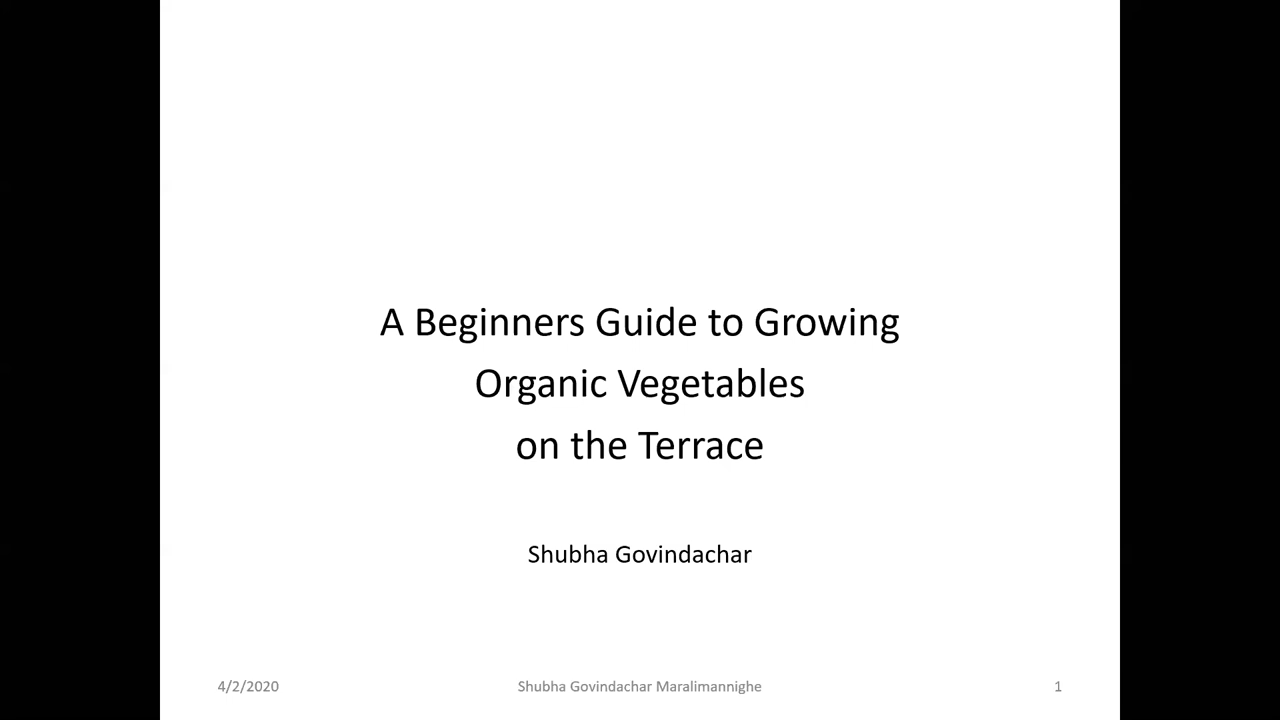 A Beginners Guide to Growing
Organic Vegetables
on the Terrace
Shubha Govindachar
4/2/2020
Shubha Govindachar Maralimannighe
1